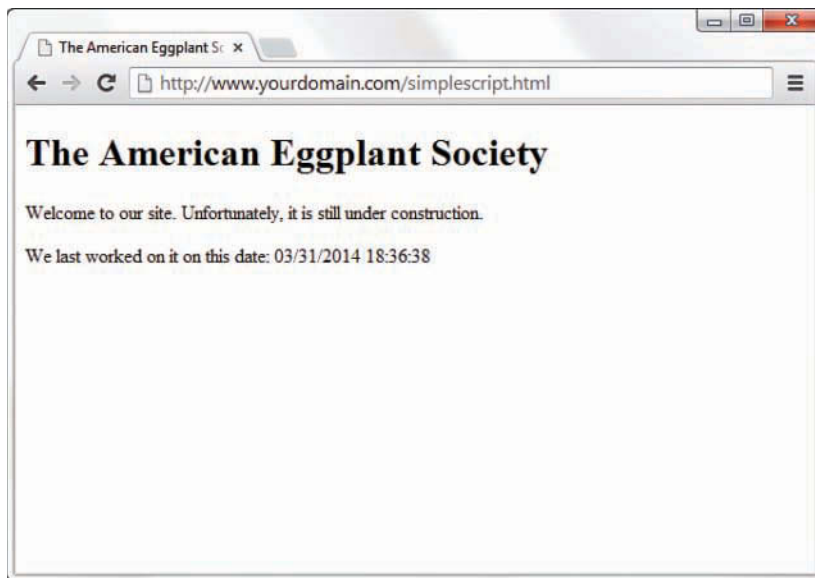 The American Eggplant Sc
http://www.yourdomain.com/simplescript.html
The American Eggplant Society
Welcome to our site. Unfortunately, it is still under construction.
We last worked on it on this date: 03/31/2014 18:36:38